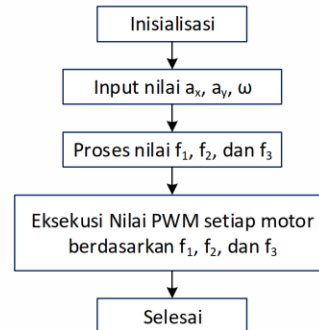 Inisialisasi
Input nilai aₓ, aᵧ, ω
Proses nilai f₁, f₂, dan f₃
Eksekusi Nilai PWM setiap motor
berdasarkan f₁, f₂, dan f₃
Selesai